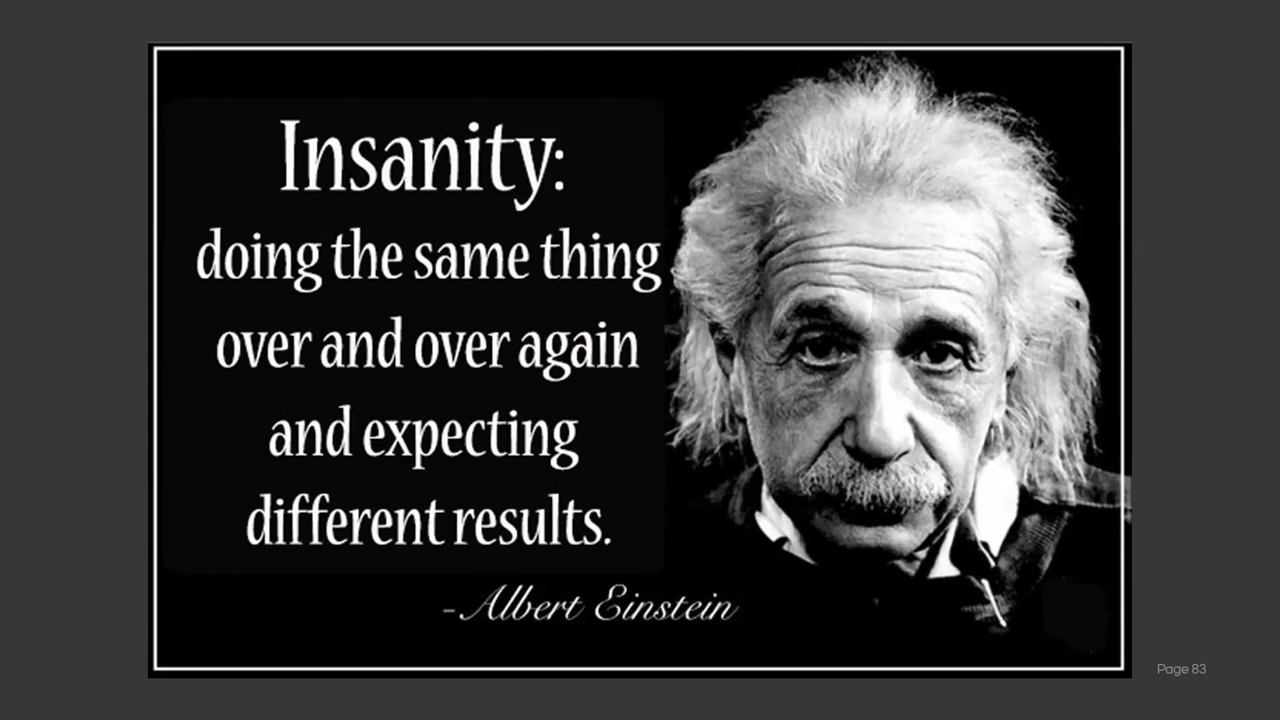 Insanity:
doing the same thing
over and over again
and expecting
different results.
-Albert Einstein
Page 83